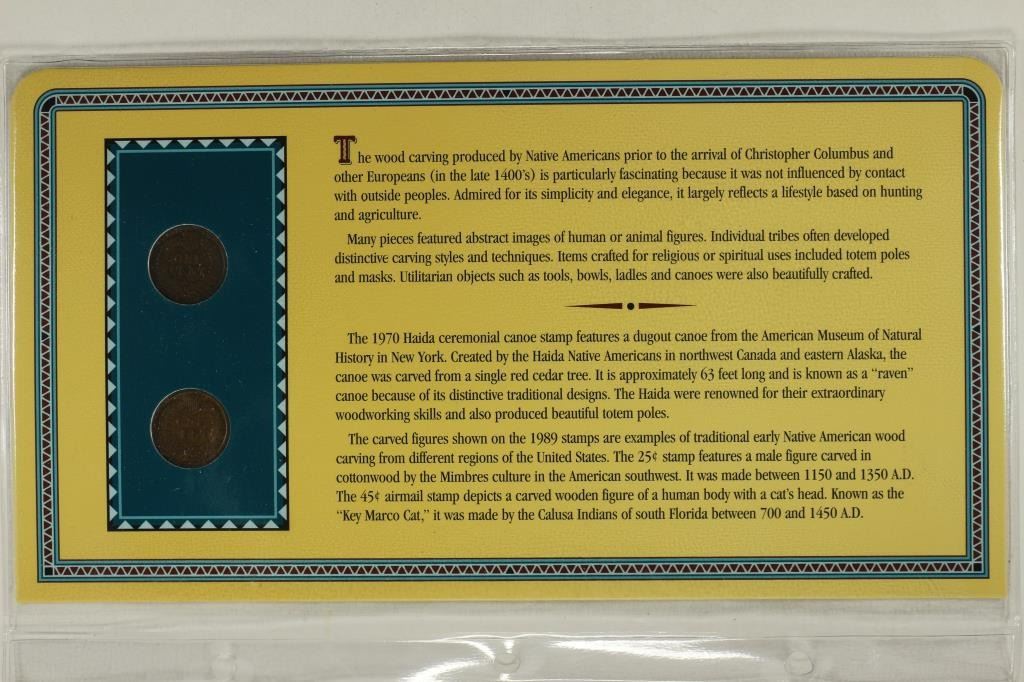 ONE
CENT
The wood carving produced by Native Americans prior to the arrival of Christopher Columbus and
other Europeans (in the late 1400's) is particularly fascinating because it was not influenced by contact
with outside peoples. Admired for its simplicity and elegance, it largely reflects a lifestyle based on hunting
and agriculture.
Many pieces featured abstract images of human or animal figures. Individual tribes often developed
distinctive carving styles and techniques. Items crafted for religious or spiritual uses included totem poles
and masks. Utilitarian objects such as tools, bowls, ladles and canoes were also beautifully crafted.
The 1970 Haida ceremonial canoe stamp features a dugout canoe from the American Museum of Natural
History in New York. Created by the Haida Native Americans in northwest Canada and eastern Alaska, the
canoe was carved from a single red cedar tree. It is approximately 63 feet long and is known as a “raven”
canoe because of its distinctive traditional designs. The Haida were renowned for their extraordinary
woodworking skills and also produced beautiful totem poles.
The carved figures shown on the 1989 stamps are examples of traditional early Native American wood
carving from different regions of the United States. The 25¢ stamp features a male figure carved in
cottonwood by the Mimbres culture in the American southwest. It was made between 1150 and 1350 A.D.
The 45¢ airmail stamp depicts a carved wooden figure of a human body with a cat's head. Known as the
“Key Marco Cat,” it was made by the Calusa Indians of south Florida between 700 and 1450 A.D.